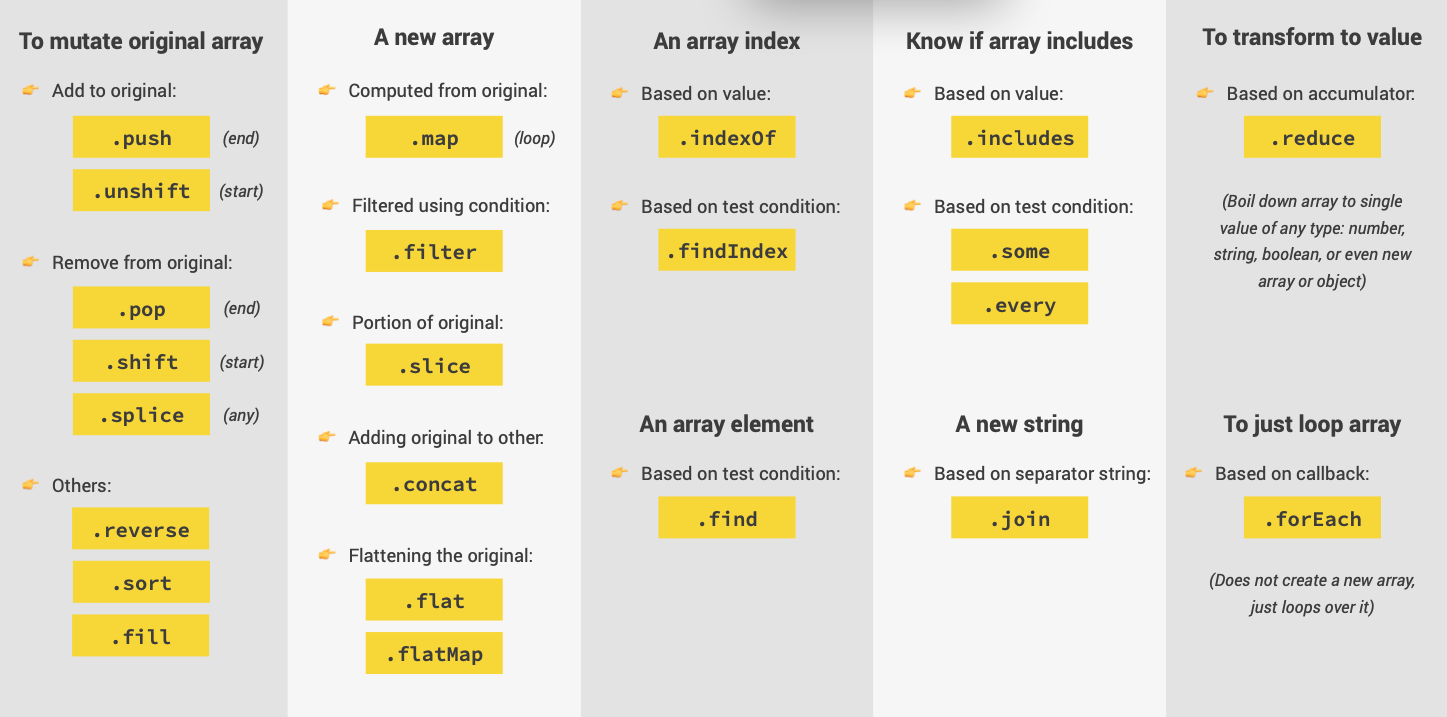 To mutate original array
Add to original:
.push (end)
.unshift (start)
Remove from original:
.pop (end)
.shift (start)
.splice (any)
Others:
.reverse
.sort
.fill
A new array
Computed from original:
.map (loop)
Filtered using condition:
.filter
Portion of original:
.slice
Adding original to other:
.concat
Flattening the original:
.flat
.flatMap
An array index
Based on value:
.indexOf
Based on test condition:
.findIndex
An array element
Based on test condition:
.find
Know if array includes
Based on value:
.includes
Based on test condition:
.some
.every
A new string
Based on separator string:
.join
To transform to value
Based on accumulator:
.reduce
(Boil down array to single
value of any type: number,
string, boolean, or even new
array or object)
To just loop array
Based on callback:
.forEach
(Does not create a new array,
just loops over it)